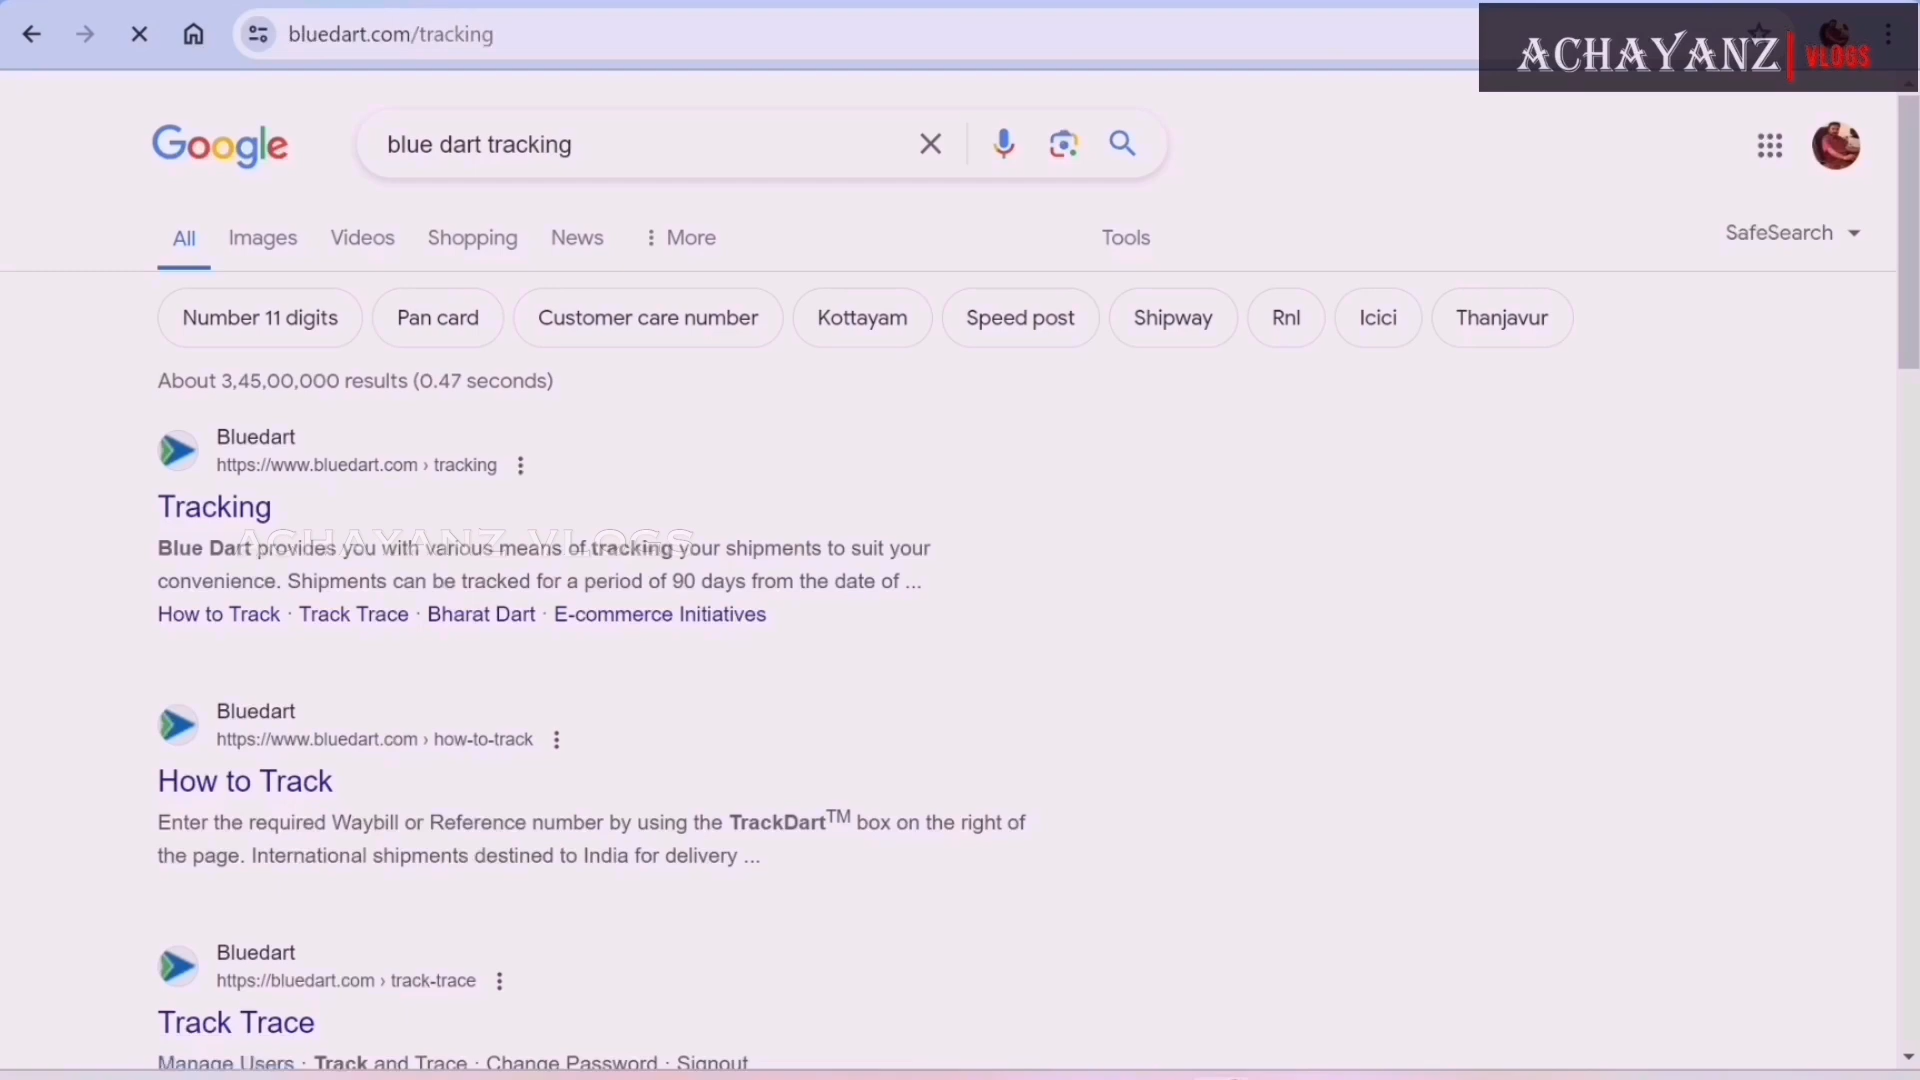 bluedart.com/tracking
ACHAYANZ| VLOGS
Google
blue dart tracking
All Images Videos Shopping News More Tools SafeSearch
Number 11 digits Pan card Customer care number Kottayam Speed post Shipway Rnl Icici Thanjavur
About 3,45,00,000 results (0.47 seconds)
Bluedart
https://www.bluedart.com › tracking
Tracking
ACHAYANZ VLOGS
Blue Dart provides you with various means of tracking your shipments to suit your
convenience. Shipments can be tracked for a period of 90 days from the date of ...
How to Track · Track Trace · Bharat Dart · E-commerce Initiatives
Bluedart
https://www.bluedart.com › how-to-track
How to Track
Enter the required Waybill or Reference number by using the TrackDart™ box on the right of
the page. International shipments destined to India for delivery ...
Bluedart
https://bluedart.com › track-trace
Track Trace
Manage Users · Track and Trace · Change Password · Signout